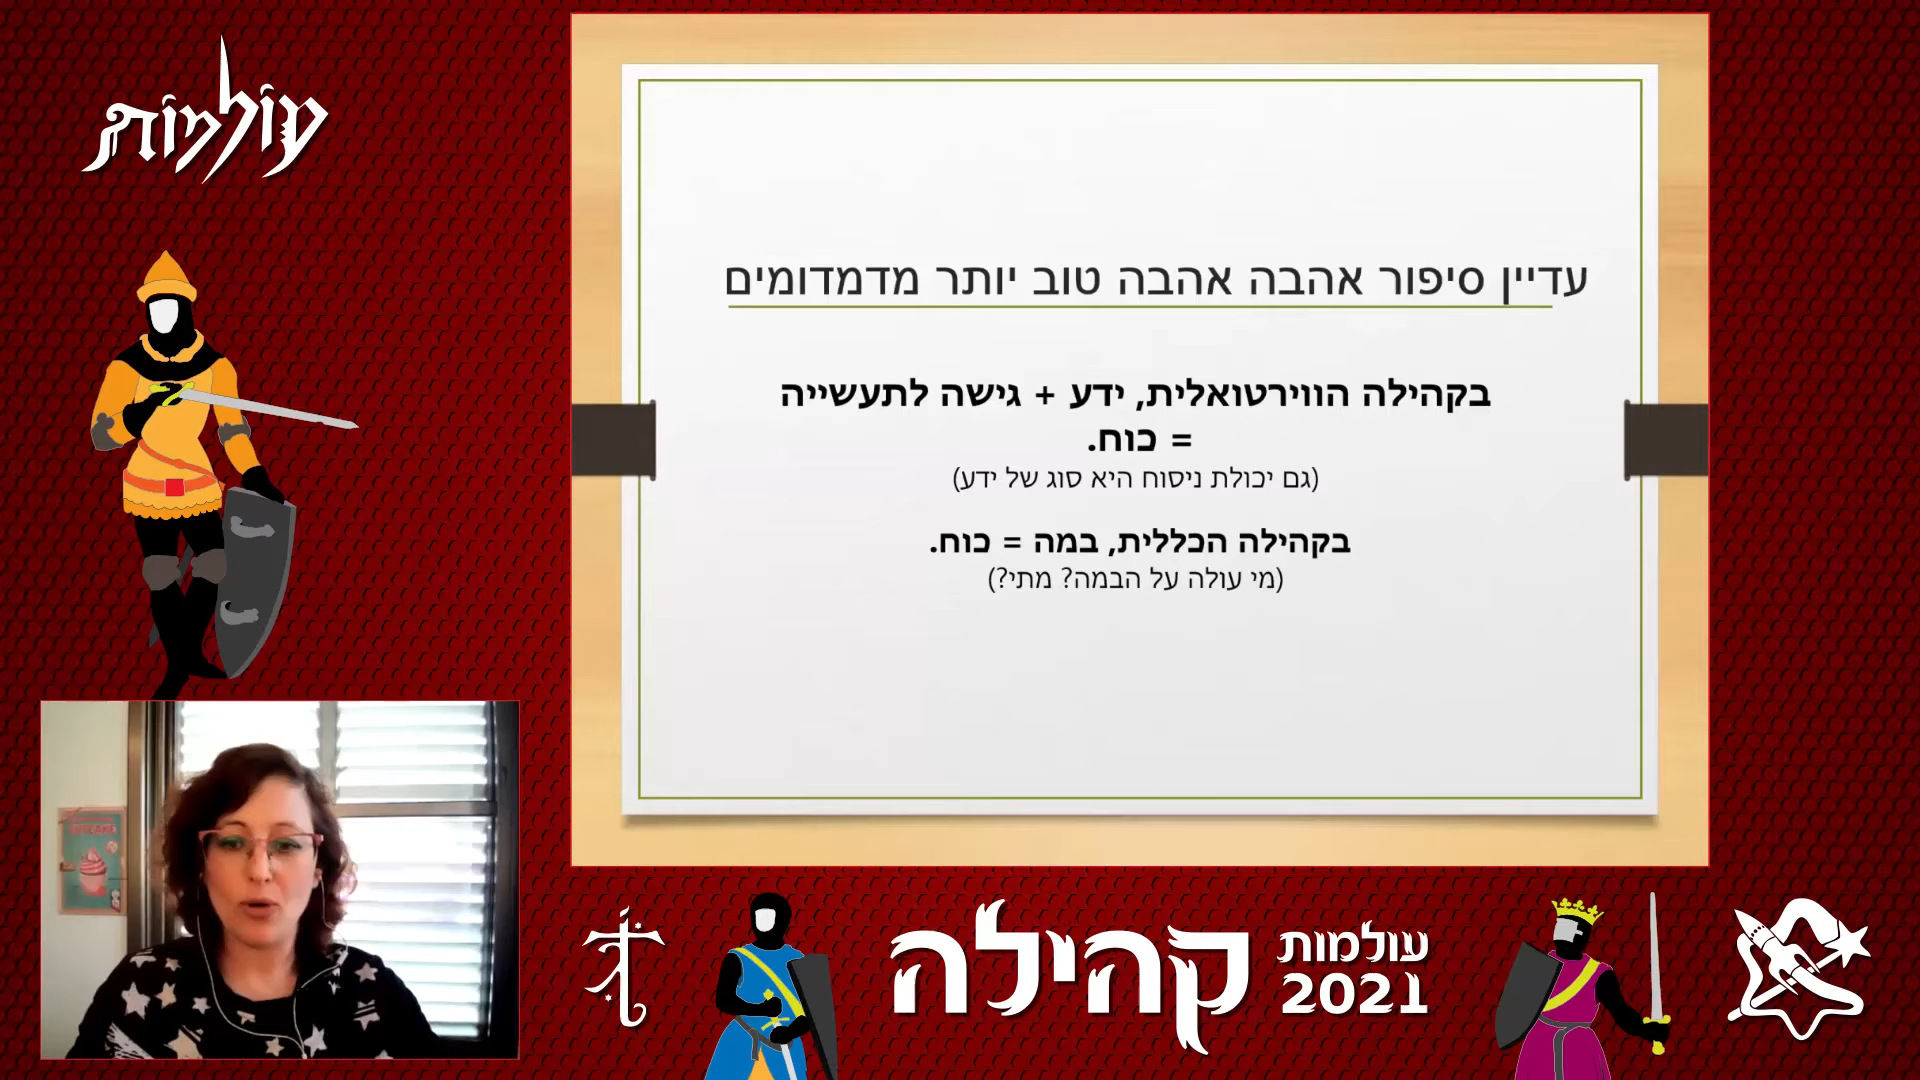 עולמות
עדיין סיפור אהבה אהבה טוב יותר מדמדומים
בקהילה הווירטואלית, ידע + גישה לתעשייה
= כוח.
(גם יכולת ניסוח היא סוג של ידע)
בקהילה הכללית, במה = כוח.
(מי עולה על הבמה? מתי?)
CUPCAKE
קהילה
עולמות
2021